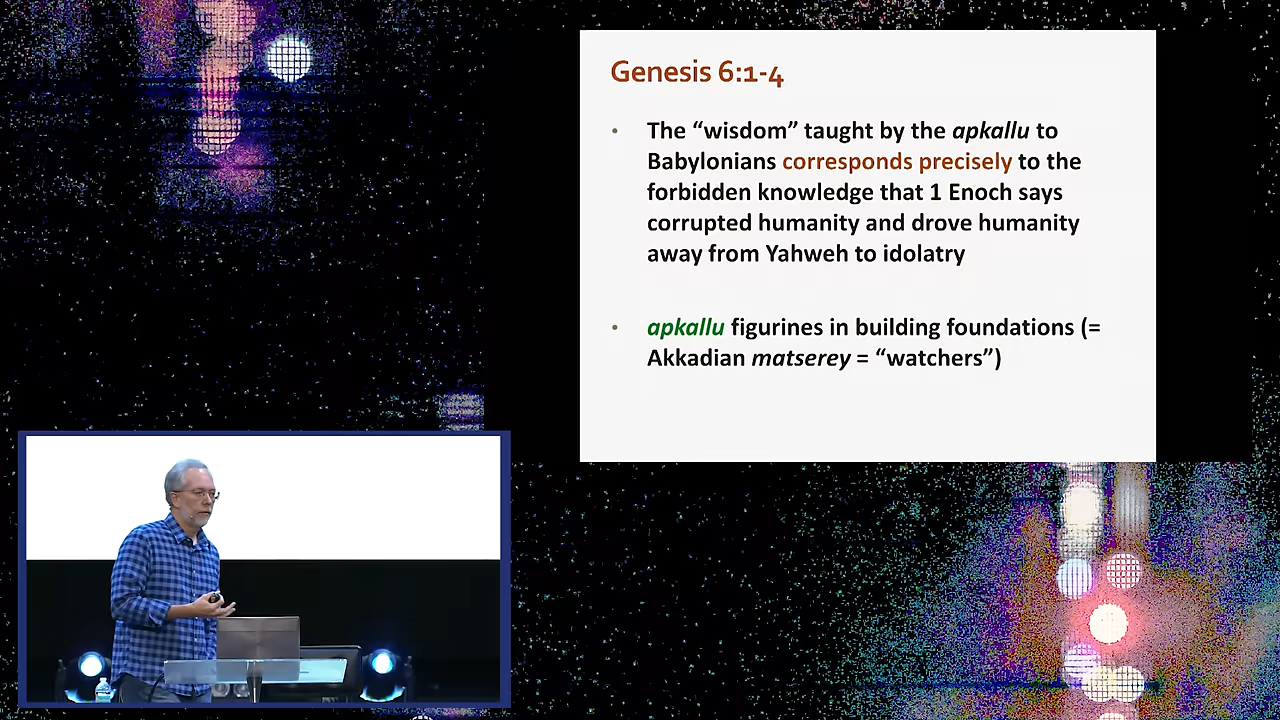 Genesis 6:1-4
• The “wisdom” taught by the apkallu to
Babylonians corresponds precisely to the
forbidden knowledge that 1 Enoch says
corrupted humanity and drove humanity
away from Yahweh to idolatry
• apkallu figurines in building foundations (=
Akkadian matserey = “watchers”)